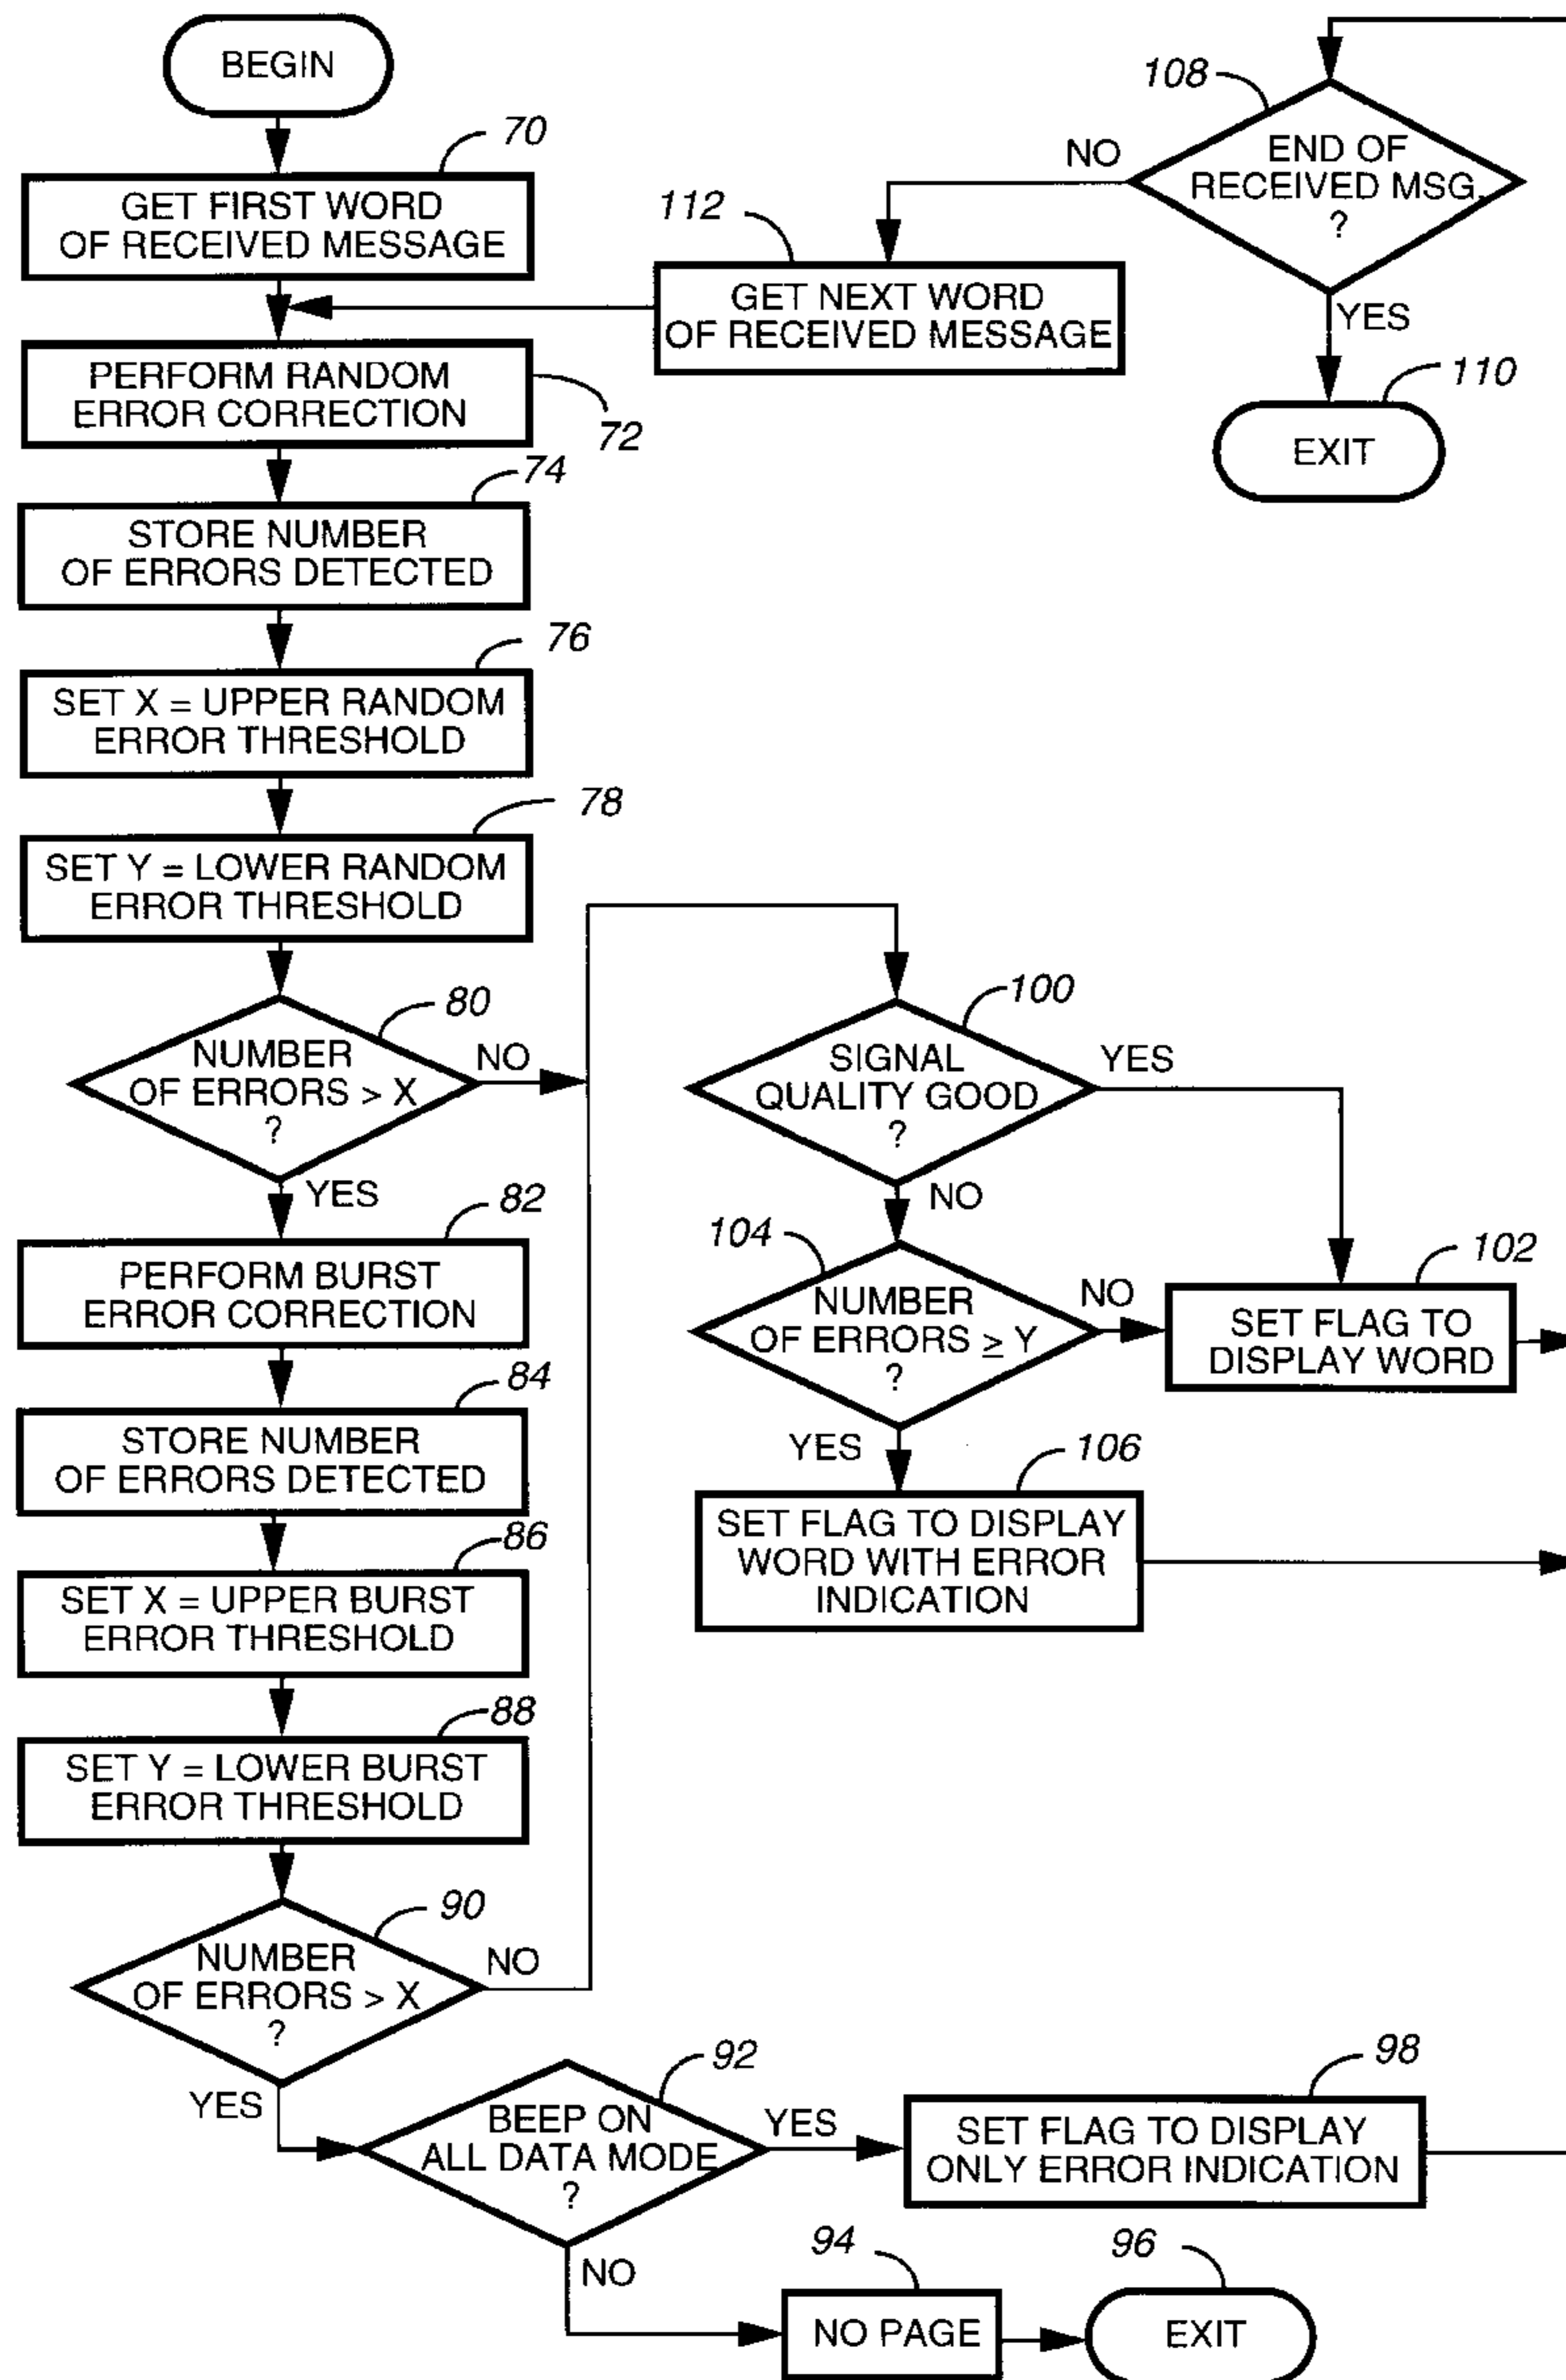 BEGIN
70
GET FIRST WORD
OF RECEIVED MESSAGE
PERFORM RANDOM
ERROR CORRECTION
72
74
STORE NUMBER
OF ERRORS DETECTED
76
SET X = UPPER RANDOM
ERROR THRESHOLD
78
SET Y = LOWER RANDOM
ERROR THRESHOLD
80
NUMBER
OF ERRORS > X
?
NO
YES
82
PERFORM BURST
ERROR CORRECTION
84
STORE NUMBER
OF ERRORS DETECTED
86
SET X = UPPER BURST
ERROR THRESHOLD
88
SET Y = LOWER BURST
ERROR THRESHOLD
90
NUMBER
OF ERRORS > X
?
NO
YES
92
BEEP ON
ALL DATA MODE
?
YES
NO
98
SET FLAG TO DISPLAY
ONLY ERROR INDICATION
94
NO PAGE
96
EXIT
100
SIGNAL
QUALITY GOOD
?
YES
NO
104
NUMBER
OF ERRORS ≥ Y
?
NO
YES
102
SET FLAG TO
DISPLAY WORD
106
SET FLAG TO DISPLAY
WORD WITH ERROR
INDICATION
108
END OF
RECEIVED MSG.
?
NO
YES
112
GET NEXT WORD
OF RECEIVED MESSAGE
110
EXIT